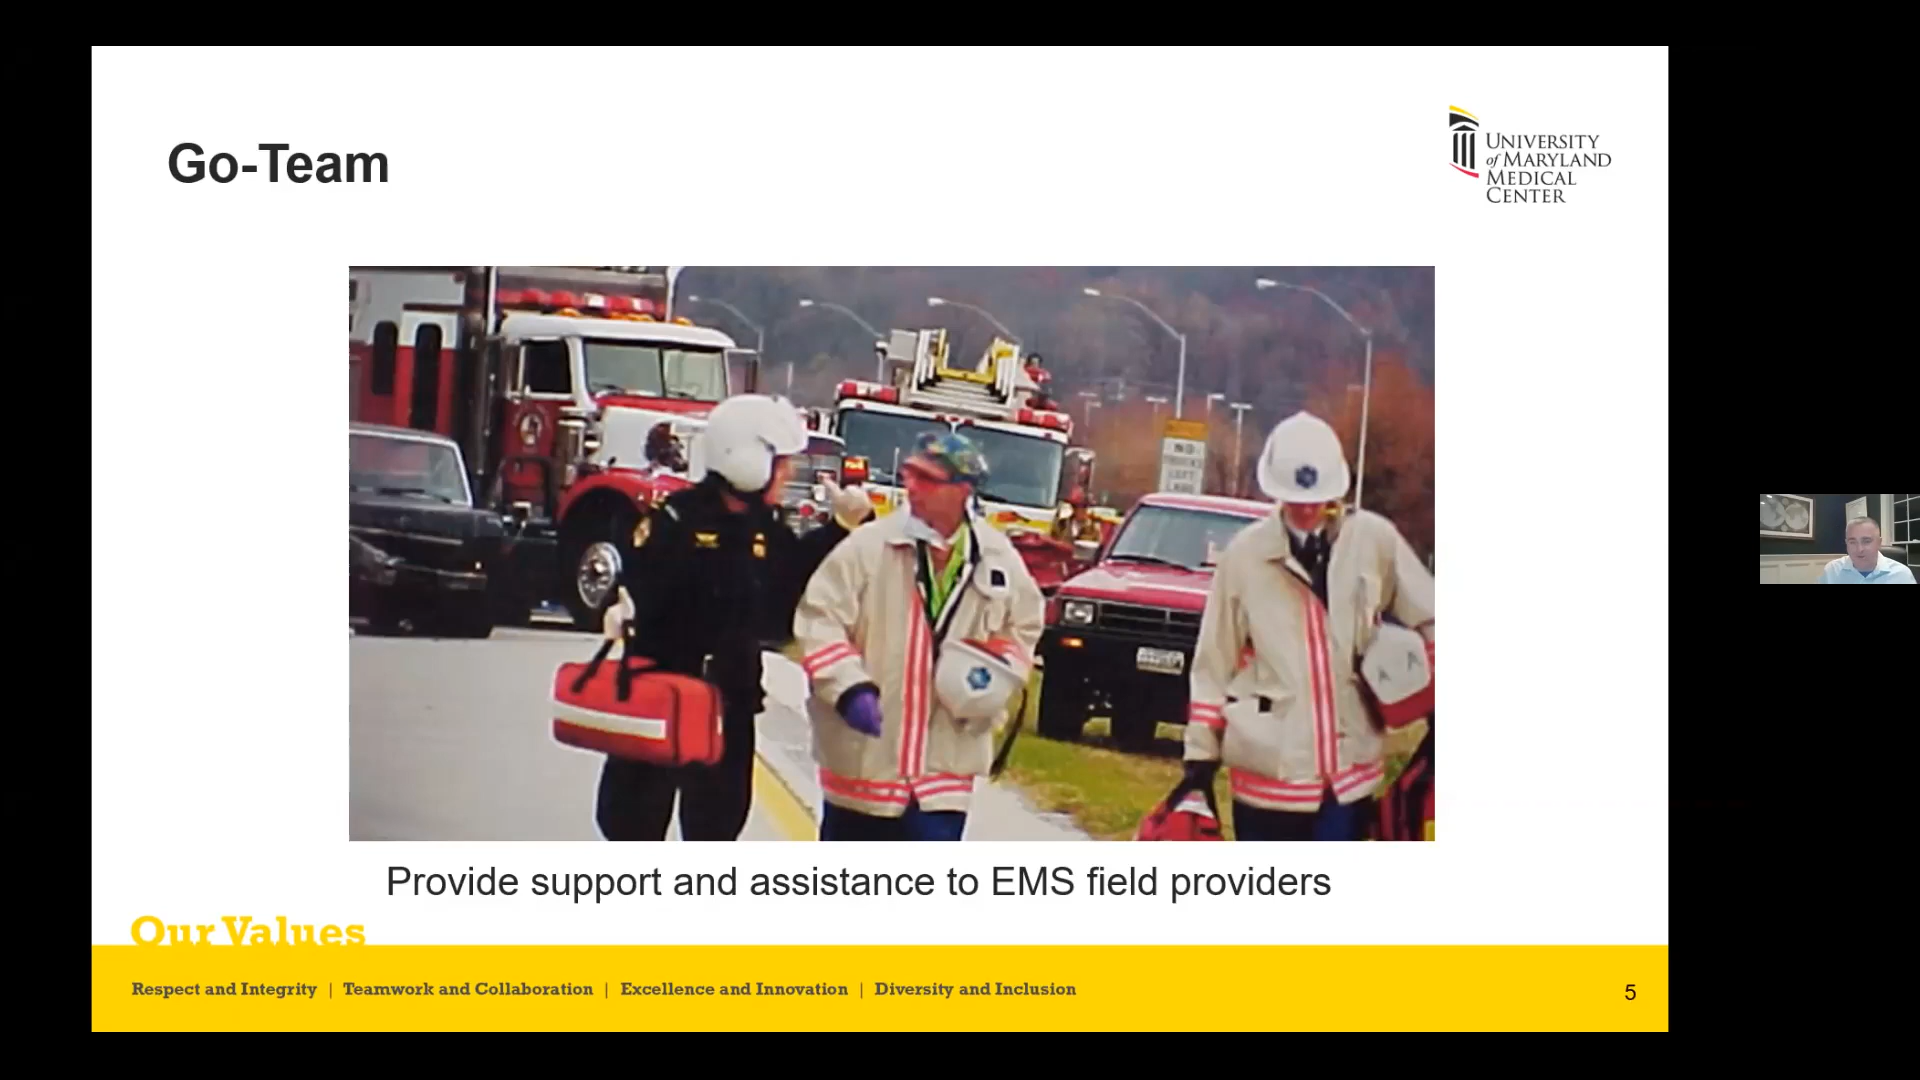 Go-Team
UNIVERSITY
of MARYLAND
MEDICAL
CENTER
NO
Provide support and assistance to EMS field providers
Our Values
Respect and Integrity | Teamwork and Collaboration | Excellence and Innovation | Diversity and Inclusion
5